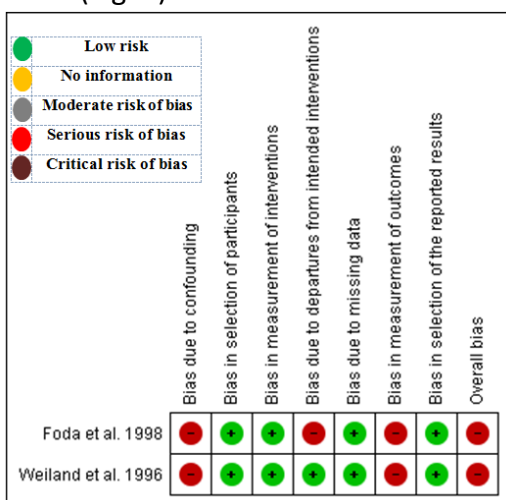 Low risk
No information
Moderate risk of bias
Serious risk of bias
Critical risk of bias
Bias due to confounding
Bias in selection of participants
Bias in measurement of interventions
Bias due to departures from intended interventions
Bias due to missing data
Bias in measurement of outcomes
Bias in selection of the reported results
Overall bias
Foda et al. 1998
- + + - + - + -
Weiland et al. 1996
- + + + + - + -